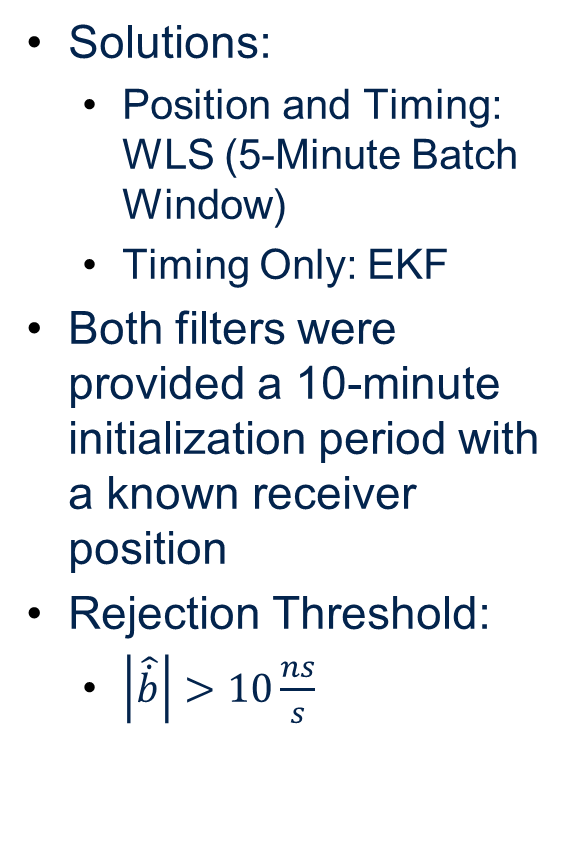 • Solutions:
• Position and Timing:
WLS (5-Minute Batch
Window)
• Timing Only: EKF
• Both filters were
provided a 10-minute
initialization period with
a known receiver
position
• Rejection Threshold:
• |ḃ̂| > 10 ns/s